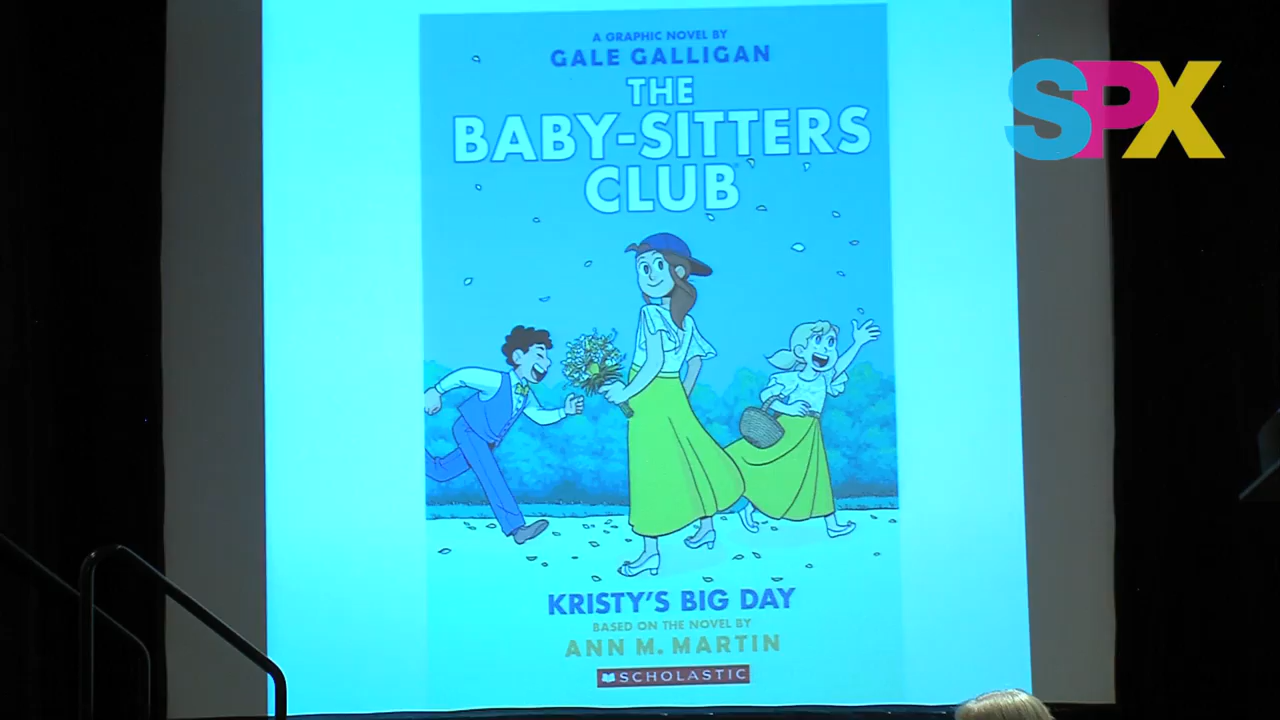 A GRAPHIC NOVEL BY
GALE GALLIGAN
THE
BABY-SITTERS
CLUB
SPX
KRISTY'S BIG DAY
BASED ON THE NOVEL BY
ANN M. MARTIN
SCHOLASTIC